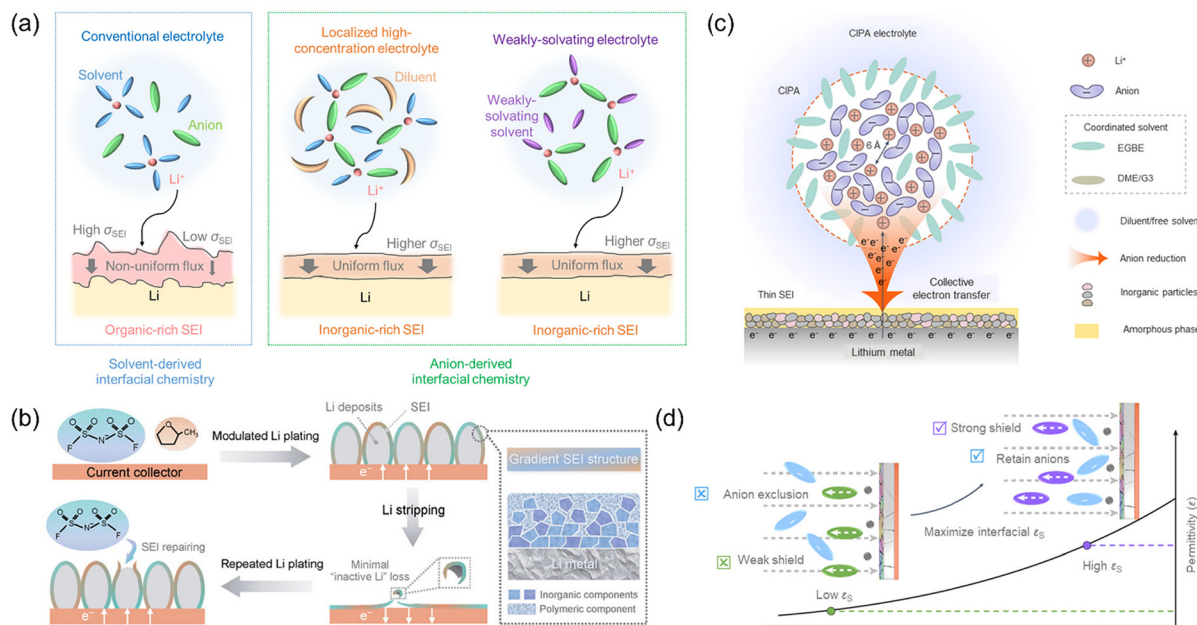 (a)
Conventional electrolyte
Solvent
Anion
Li⁺
High σSEI
Low σSEI
Non-uniform flux
Li
Organic-rich SEI
Solvent-derived
interfacial chemistry
Localized high-
concentration electrolyte
Diluent
Li⁺
Higher σSEI
Uniform flux
Li
Inorganic-rich SEI
Weakly-solvating electrolyte
Weakly-
solvating
solvent
Li⁺
Higher σSEI
Uniform flux
Li
Inorganic-rich SEI
Anion-derived
interfacial chemistry
(c)
CIPA electrolyte
CIPA
6 Å
e⁻ e⁻
e⁻ e⁻
e⁻ e⁻
e⁻
e⁻
Collective
electron transfer
Thin SEI
e⁻ e⁻ e⁻ e⁻ e⁻ e⁻ e⁻ e⁻ e⁻
Lithium metal
Li⁺
Anion
Coordinated solvent
EGBE
DME/G3
Diluent/free solvent
Anion reduction
Inorganic particles
Amorphous phase
(b)
O O O O
F S N S F
O CH₃
Current collector
Modulated Li plating
Li deposits
SEI
e⁻
Li stripping
Minimal
"inactive Li" loss
e⁻
Gradient SEI structure
Li metal
Inorganic components
Polymeric component
O O O O
F S N S F
SEI repairing
Repeated Li plating
e⁻
(d)
Anion exclusion
Weak shield
Strong shield
Retain anions
Maximize interfacial εS
Low εS
High εS
Permittivity (ε)